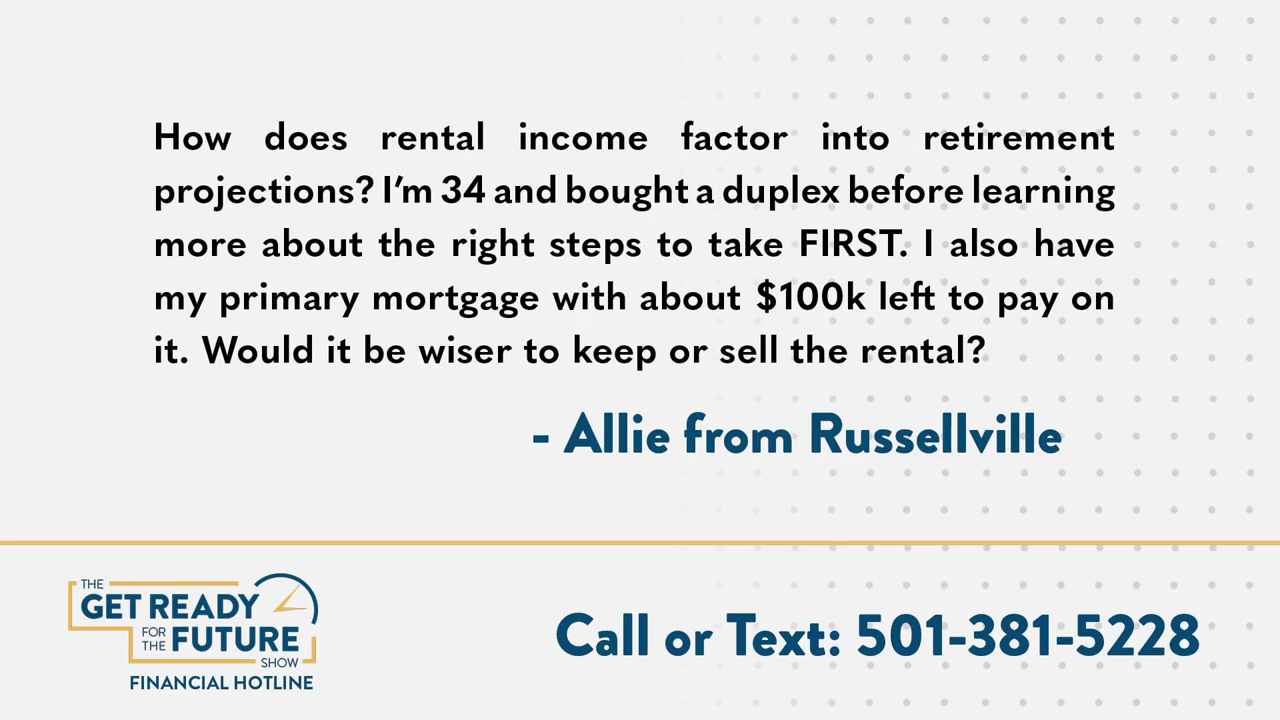 How does rental income factor into retirement
projections? I'm 34 and bought a duplex before learning
more about the right steps to take FIRST. I also have
my primary mortgage with about $100k left to pay on
it. Would it be wiser to keep or sell the rental?
- Allie from Russellville
THE
GET READY
FOR THE FUTURE
SHOW
FINANCIAL HOTLINE
Call or Text: 501-381-5228